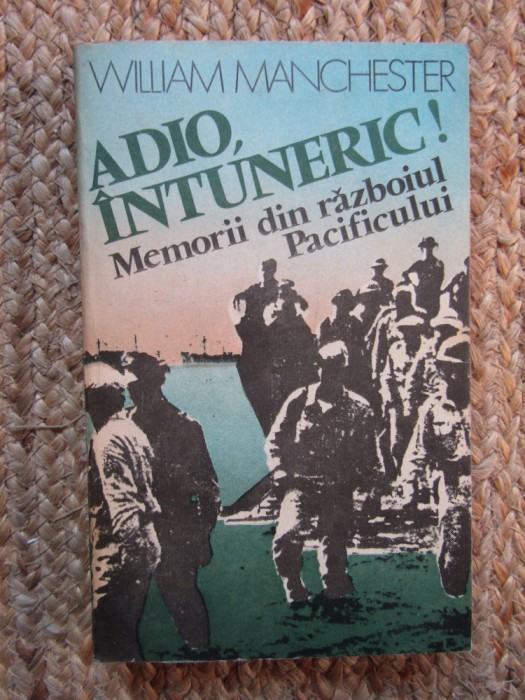 WILLIAM MANCHESTER
ADIO,
ÎNTUNERIC!
Memorii din războiul
Pacificului